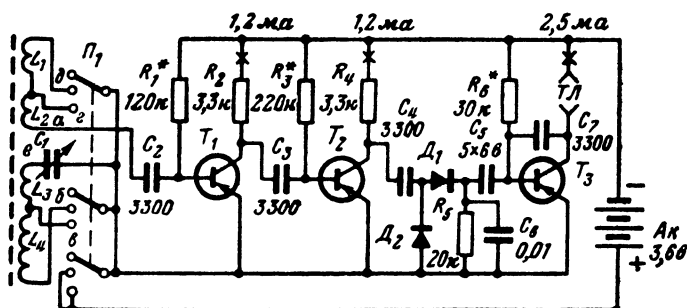 1,2 ма 1,2 ма 2,5 ма
L1 П1 д R1* 120к R2 3,3к R3* 220к R4 3,3к R6* 30к ТЛ
L2 а г C4 3300 C5 5×6в C7 3300
C1 C2 T1 C3 T2 Д1
в T3
L3 б 3300 3300 R5 Ак 3,6в
L4 в Д2 20к C6 0,01
−
+